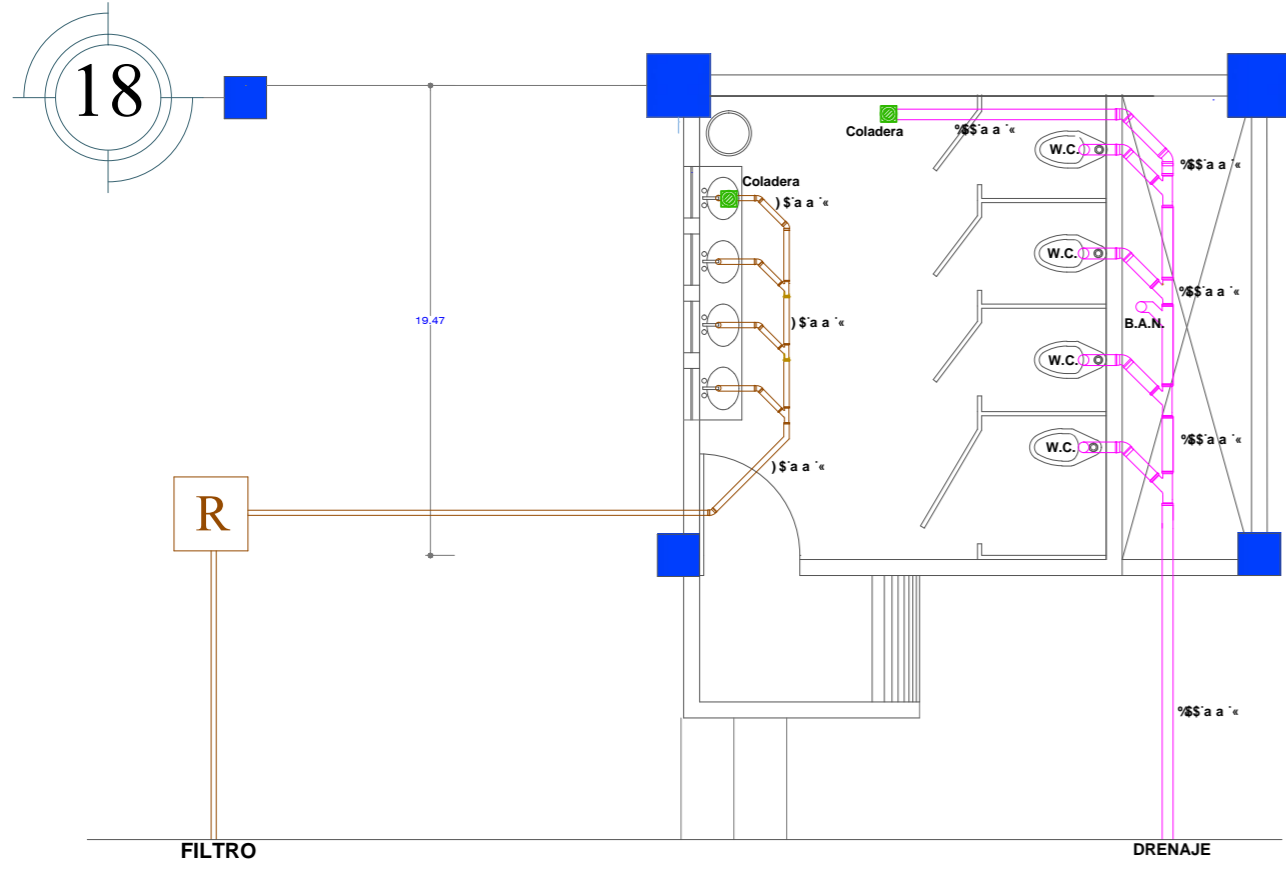 18
Coladera
%$$'a a '«
W.C.
%$$'a a '«
Coladera
)$'a a '«
W.C.
%$$'a a '«
19.47
)$'a a '«
B.A.N.
W.C.
%$$'a a '«
W.C.
)$'a a '«
R
%$$'a a '«
FILTRO
DRENAJE